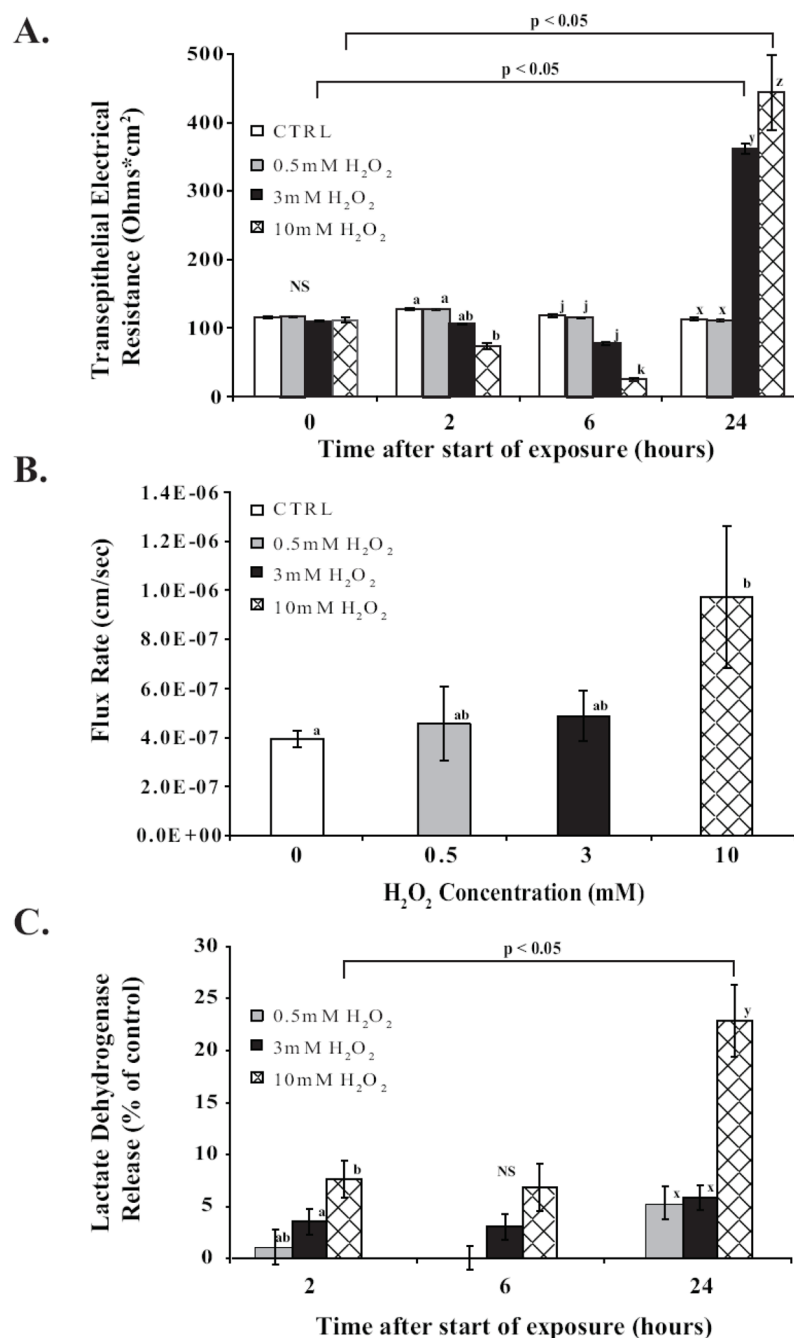 A.
p < 0.05
p < 0.05
Transepithelial Electrical
Resistance (Ohms*cm²)
500
400
300
200
100
0
CTRL
0.5mM H₂O₂
3mM H₂O₂
10mM H₂O₂
NS
a
a
ab
b
j
j
j
k
x
x
y
z
0
2
6
24
Time after start of exposure (hours)
B.
Flux Rate (cm/sec)
1.4E-06
1.2E-06
1.0E-06
8.0E-07
6.0E-07
4.0E-07
2.0E-07
0.0E+00
CTRL
0.5mM H₂O₂
3mM H₂O₂
10mM H₂O₂
a
ab
ab
b
0
0.5
3
10
H₂O₂ Concentration (mM)
C.
Lactate Dehydrogenase
Release (% of control)
30
25
20
15
10
5
0
p < 0.05
0.5mM H₂O₂
3mM H₂O₂
10mM H₂O₂
ab
a
b
NS
x
x
y
2
6
24
Time after start of exposure (hours)